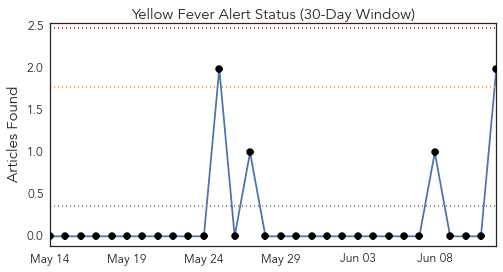 Yellow Fever Alert Status (30-Day Window)
Articles Found
2.5
2.0
1.5
1.0
0.5
0.0
May 14
May 19
May 24
May 29
Jun 03
Jun 08